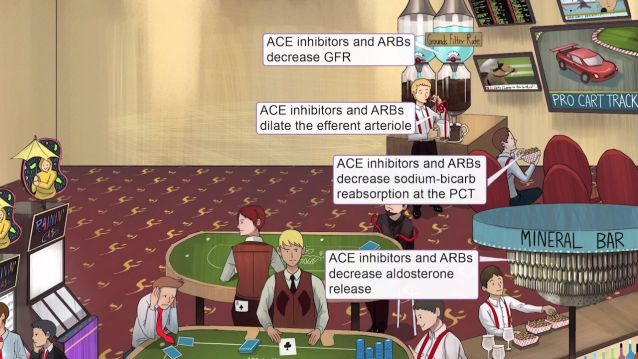 ACE inhibitors and ARBs
decrease GFR
Grounds Filter Rate
ACE inhibitors and ARBs
dilate the efferent arteriole
PRO CART TRACK
ACE inhibitors and ARBs
decrease sodium-bicarb
reabsorption at the PCT
MINERAL BAR
ACE inhibitors and ARBs
decrease aldosterone
release